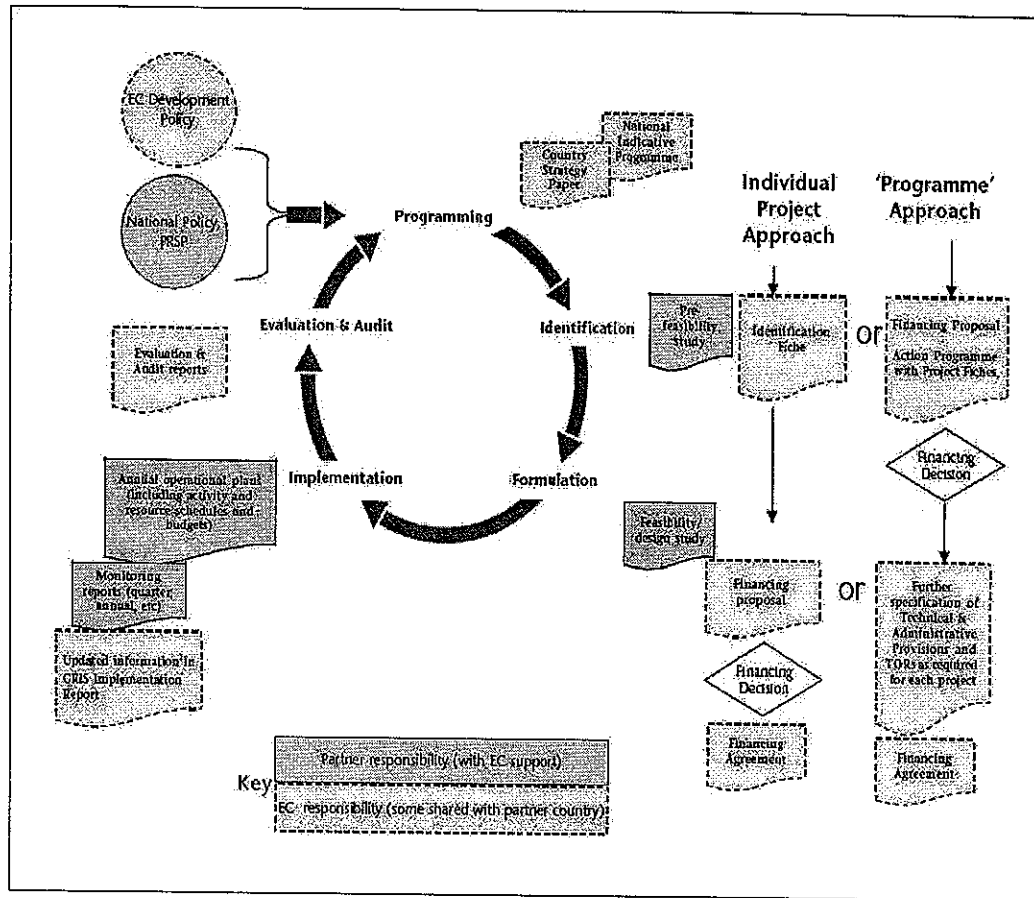 EC Development
Policy
National Policy,
PRSP
Programming
Country
Strategy
Paper
National
Indicative
Programme
Individual
Project
Approach
'Programme'
Approach
Evaluation & Audit
Identification
Pre-
feasibility
Study
Identification
Fiche
or
Financing Proposal
Action Programme
with Project Fiches
Evaluation &
Audit reports
Financing
Decision
Implementation
Formulation
Annual operational plans
(including activity and
resource schedules and
budgets)
Feasibility/
design study
Monitoring
reports (quarter,
annual, etc)
Financing
proposal
or
Further
specification of
Technical &
Administrative
Provisions and
TORs as required
for each project
Updated information in
CRIS Implementation
Report
Financing
Decision
Financing
Agreement
Financing
Agreement
Key
Partner responsibility (with EC support)
EC responsibility (some shared with partner country)